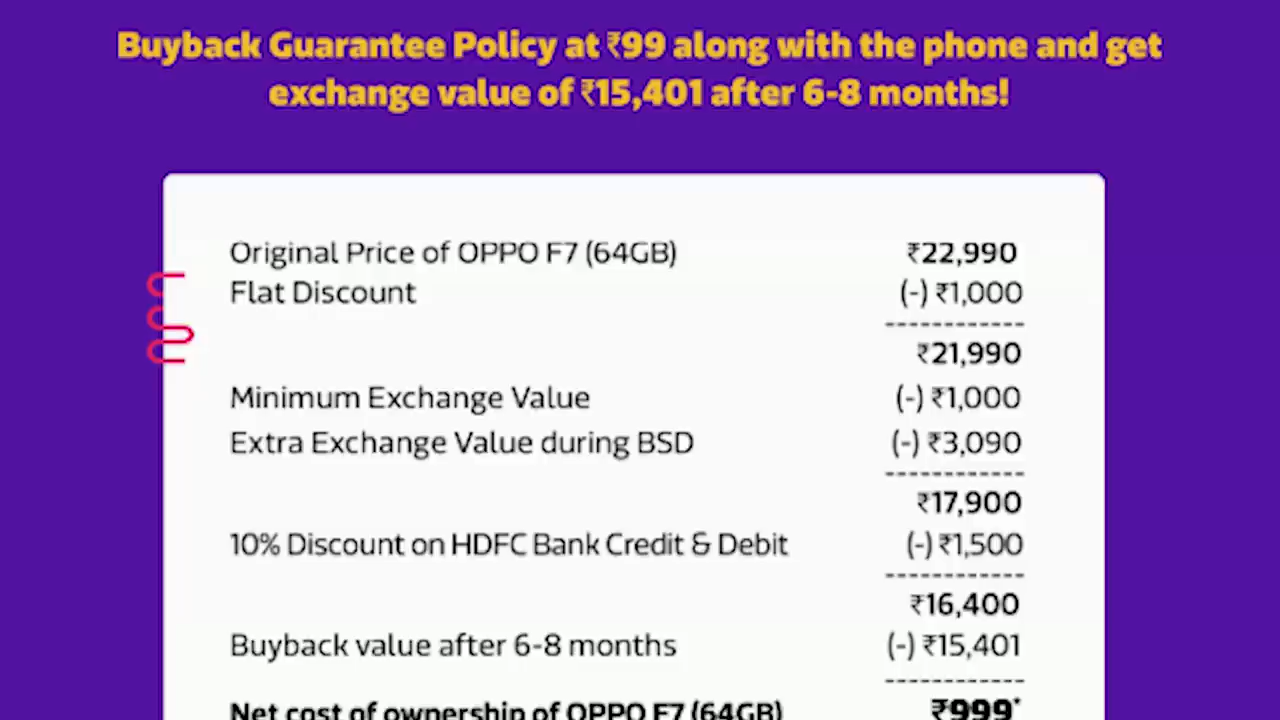 Buyback Guarantee Policy at ₹99 along with the phone and get
exchange value of ₹15,401 after 6-8 months!
Original Price of OPPO F7 (64GB) ₹22,990
Flat Discount (-) ₹1,000
------------
₹21,990
Minimum Exchange Value (-) ₹1,000
Extra Exchange Value during BSD (-) ₹3,090
------------
₹17,900
10% Discount on HDFC Bank Credit & Debit (-) ₹1,500
------------
₹16,400
Buyback value after 6-8 months (-) ₹15,401
------------
Net cost of ownership of OPPO F7 (64GB) ₹999*